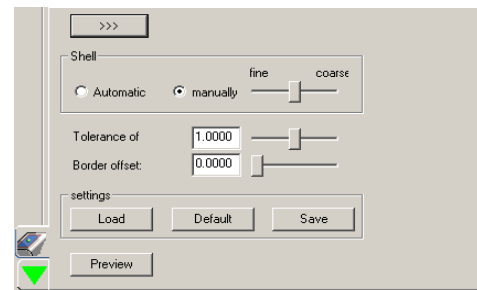 >>>
Shell
fine coarse
Automatic manually
Tolerance of 1.0000
Border offset: 0.0000
settings
Load Default Save
Preview